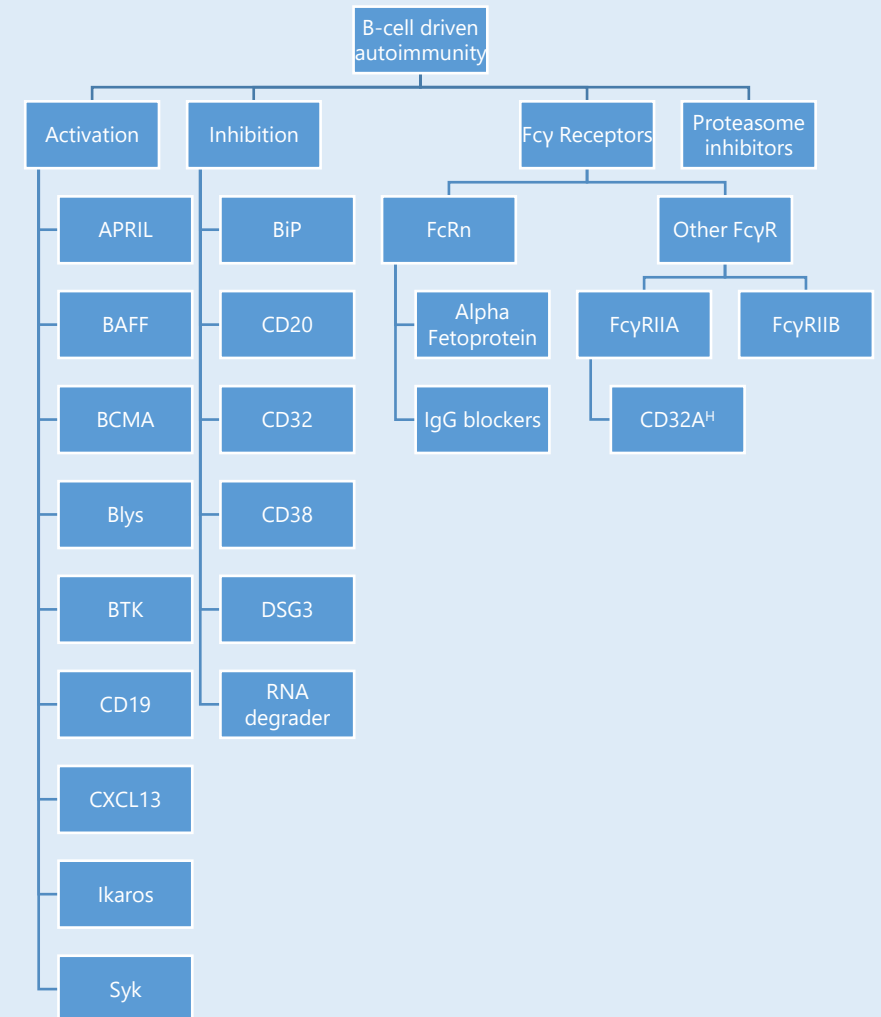 B-cell driven
autoimmunity
Activation
Inhibition
Fcγ Receptors
Proteasome
inhibitors
APRIL
BAFF
BCMA
Blys
BTK
CD19
CXCL13
Ikaros
Syk
BiP
CD20
CD32
CD38
DSG3
RNA
degrader
FcRn
Alpha
Fetoprotein
IgG blockers
Other FcγR
FcγRIIA
CD32Aᴴ
FcγRIIB